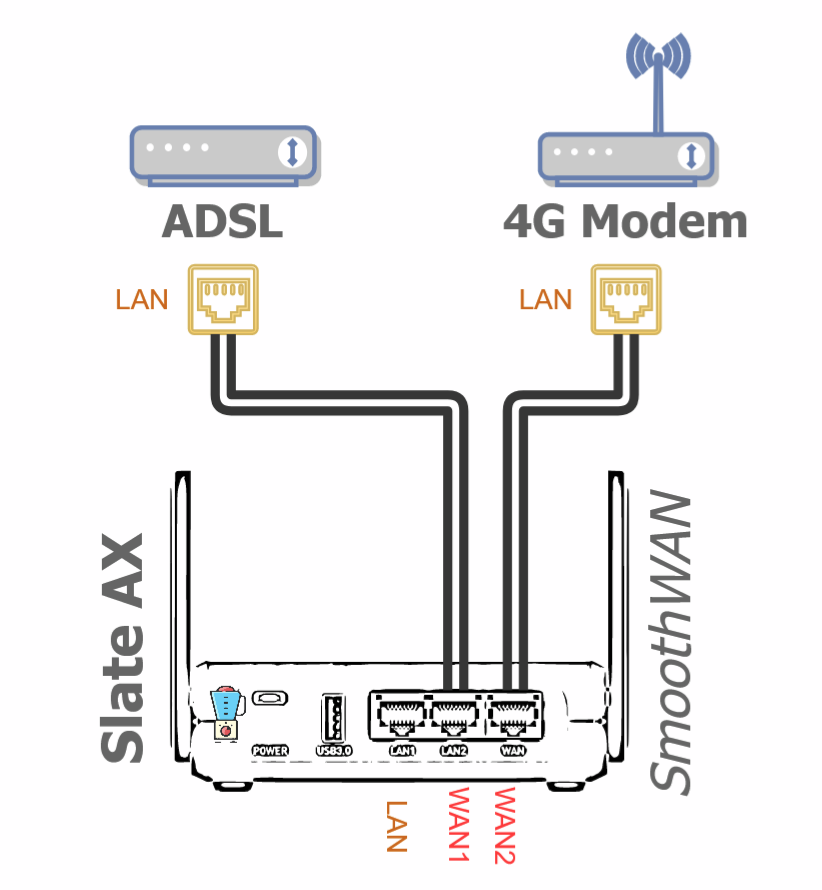 ADSL
4G Modem
LAN
LAN
Slate AX
SmoothWAN
POWER
USB3.0
LAN1
LAN2
WAN
LAN
WAN1
WAN2